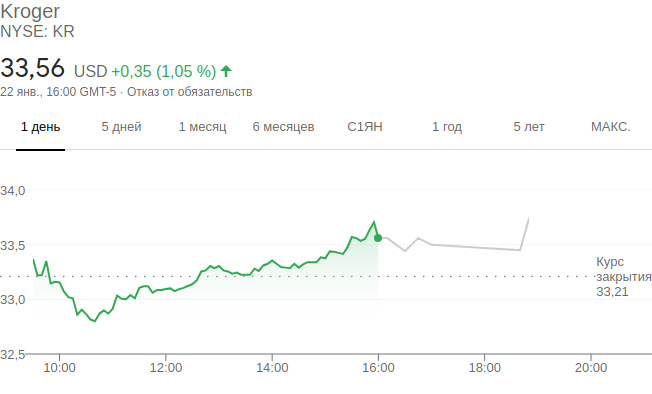 Kroger
NYSE: KR
33,56 USD +0,35 (1,05 %)
22 янв., 16:00 GMT-5 · Отказ от обязательств
1 день 5 дней 1 месяц 6 месяцев С1ЯН 1 год 5 лет МАКС.
34,0
33,5
Курс
закрытия
33,21
33,0
32,5
10:00 12:00 14:00 16:00 18:00 20:00